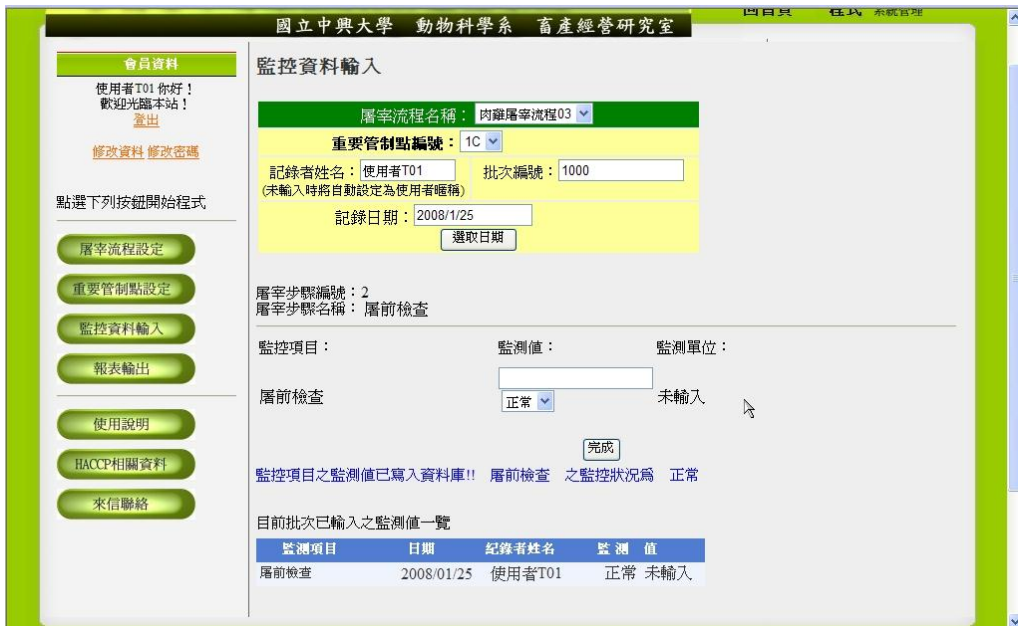 回首頁 程式 系統管理
國立中興大學 動物科學系 畜產經營研究室
會員資料
使用者T01 你好！
歡迎光臨本站！
登出
修改資料 修改密碼
點選下列按鈕開始程式
屠宰流程設定
重要管制點設定
監控資料輸入
報表輸出
使用說明
HACCP相關資料
來信聯絡
監控資料輸入
屠宰流程名稱： 肉雞屠宰流程03
重要管制點編號： 1C
記錄者姓名： 使用者T01 批次編號： 1000
(未輸入時將自動設定為使用者暱稱)
記錄日期： 2008/1/25
選取日期
屠宰步驟編號：2
屠宰步驟名稱： 屠前檢查
監控項目： 監測值： 監測單位：
屠前檢查 正常 未輸入
完成
監控項目之監測值已寫入資料庫!! 屠前檢查 之監控狀況為 正常
目前批次已輸入之監測值一覽
監測項目 日期 紀錄者姓名 監 測 值
屠前檢查 2008/01/25 使用者T01 正常 未輸入